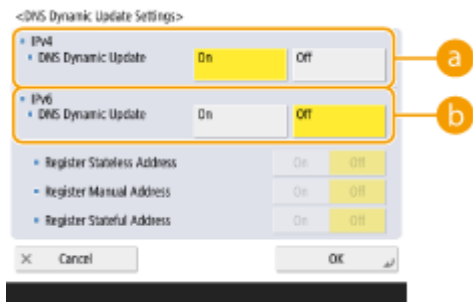 <DNS Dynamic Update Settings>
IPv4
DNS Dynamic Update On Off
a
IPv6
DNS Dynamic Update On Off
b
Register Stateless Address On Off
Register Manual Address On Off
Register Stateful Address On Off
Cancel OK